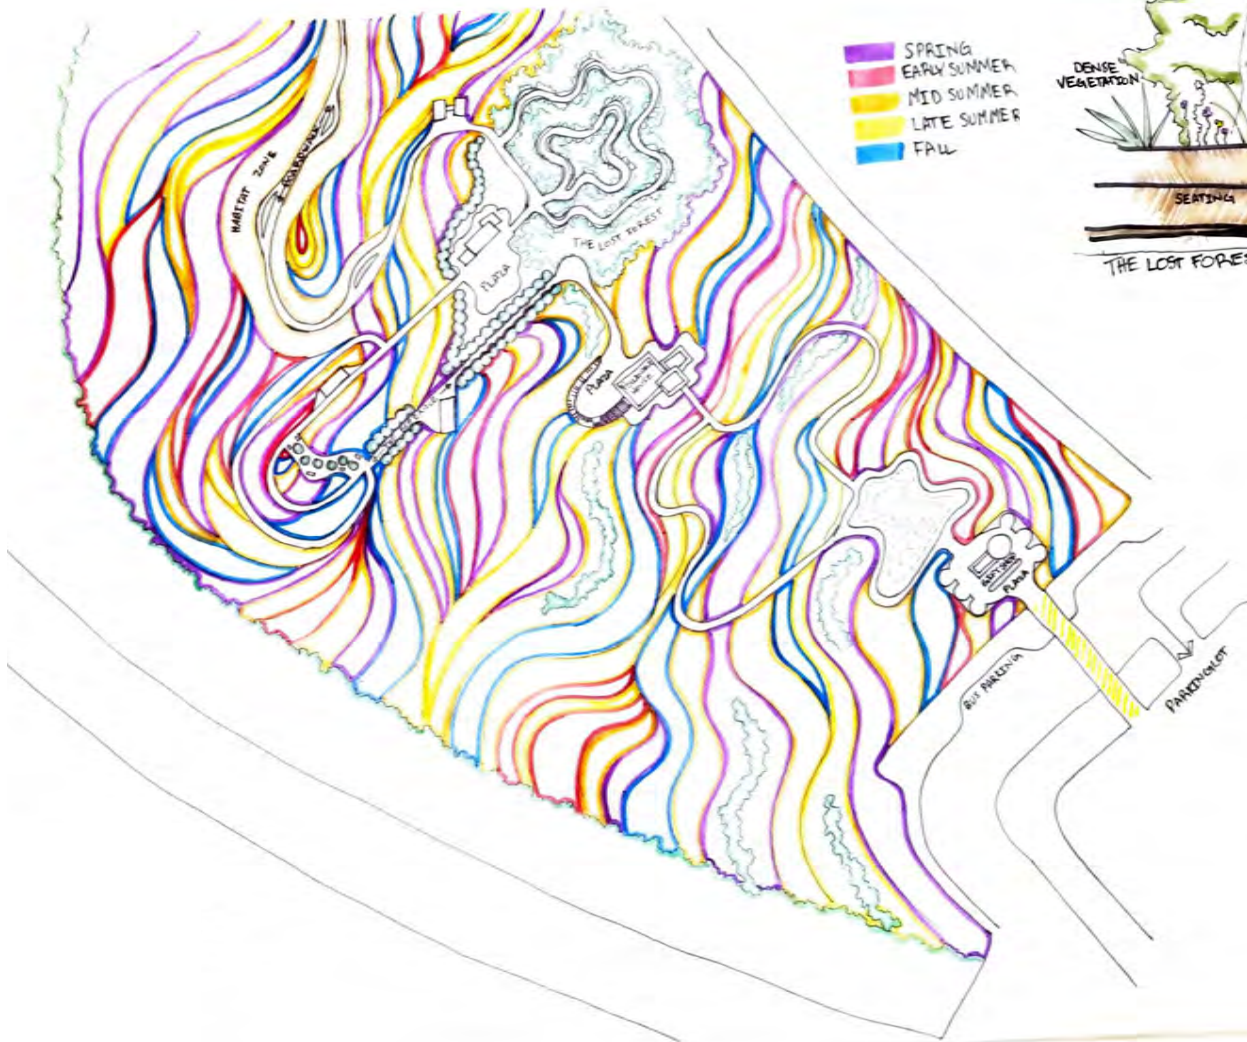 SPRING
EARLY SUMMER
MID SUMMER
LATE SUMMER
FALL
DENSE
VEGETATION
SEATING
THE LOST FORES
HABITAT ZONE
BOARDWALK
THE LOST FOREST
PLAZA
PLAZA
PLAZA
BUS PARKING
PARKING LOT